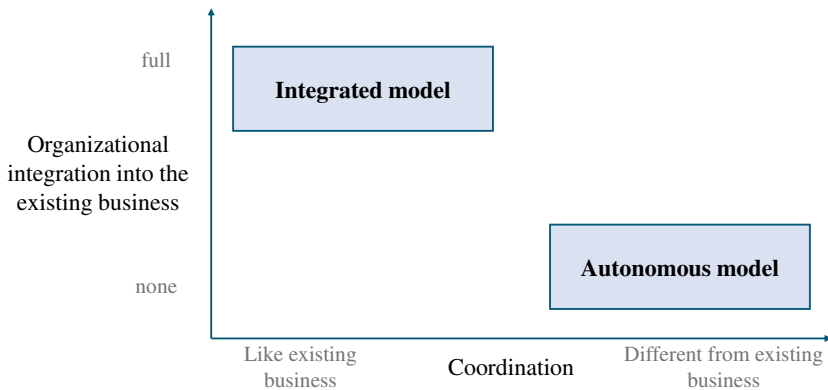 full
Integrated model
Organizational
integration into the
existing business
Autonomous model
none
Like existing
business
Coordination
Different from existing
business